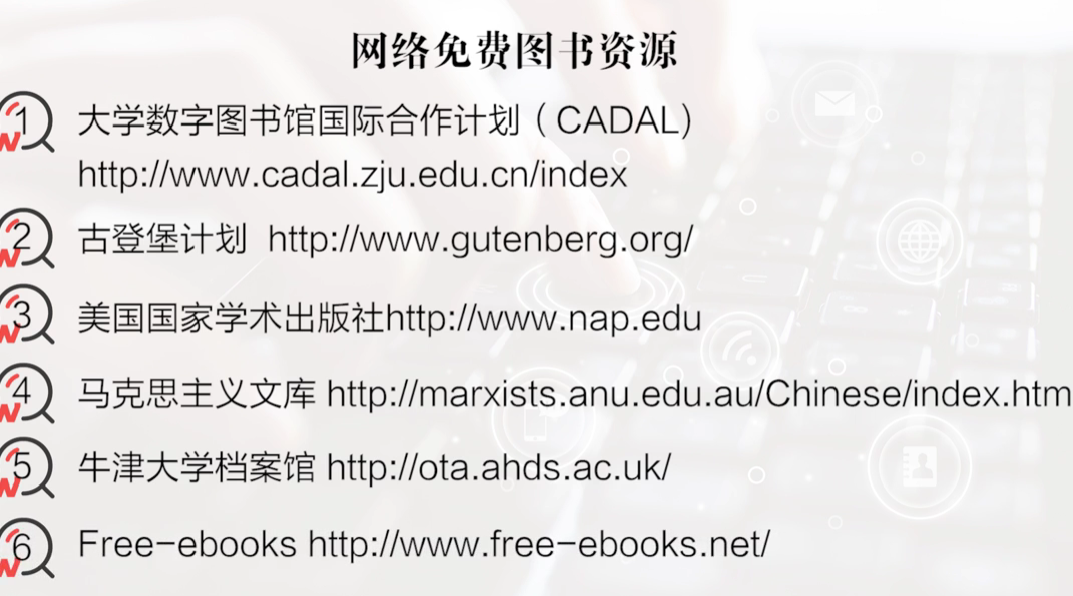 网络免费图书资源
1 大学数字图书馆国际合作计划（CADAL）
http://www.cadal.zju.edu.cn/index
2 古登堡计划 http://www.gutenberg.org/
3 美国国家学术出版社http://www.nap.edu
4 马克思主义文库 http://marxists.anu.edu.au/Chinese/index.htm
5 牛津大学档案馆 http://ota.ahds.ac.uk/
6 Free-ebooks http://www.free-ebooks.net/